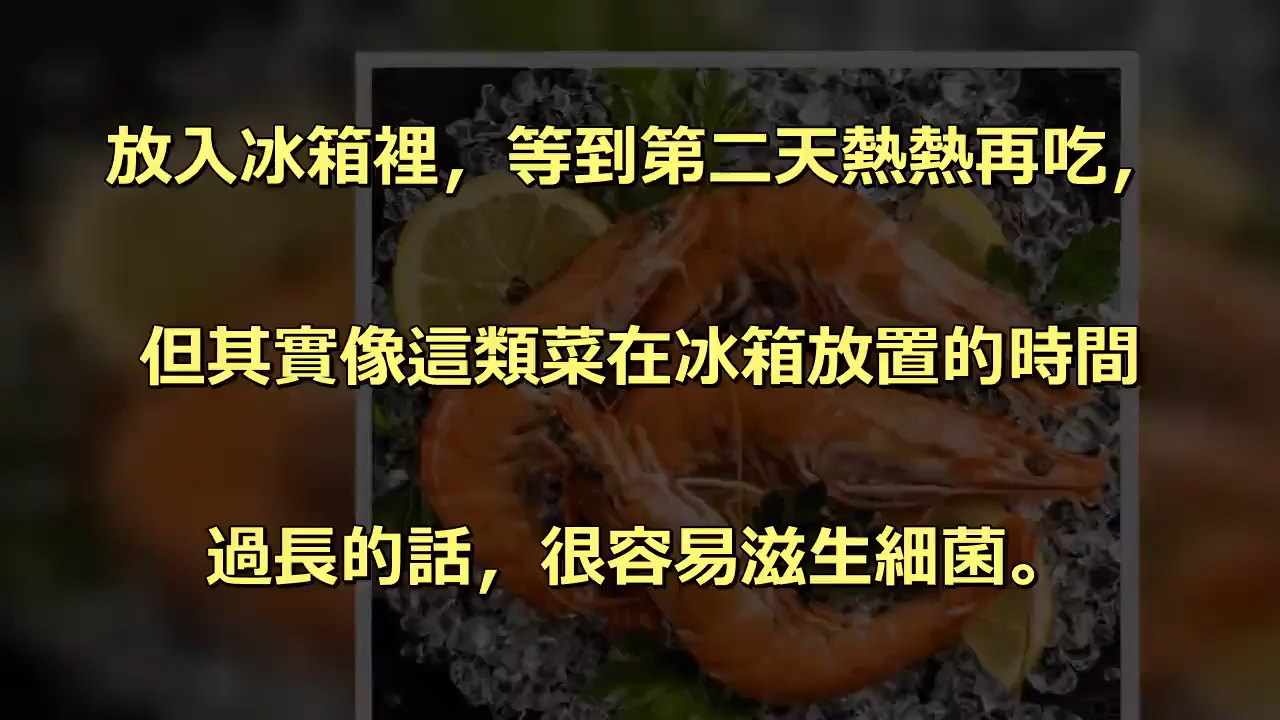 放入冰箱裡，等到第二天熱熱再吃，
但其實像這類菜在冰箱放置的時間
過長的話，很容易滋生細菌。